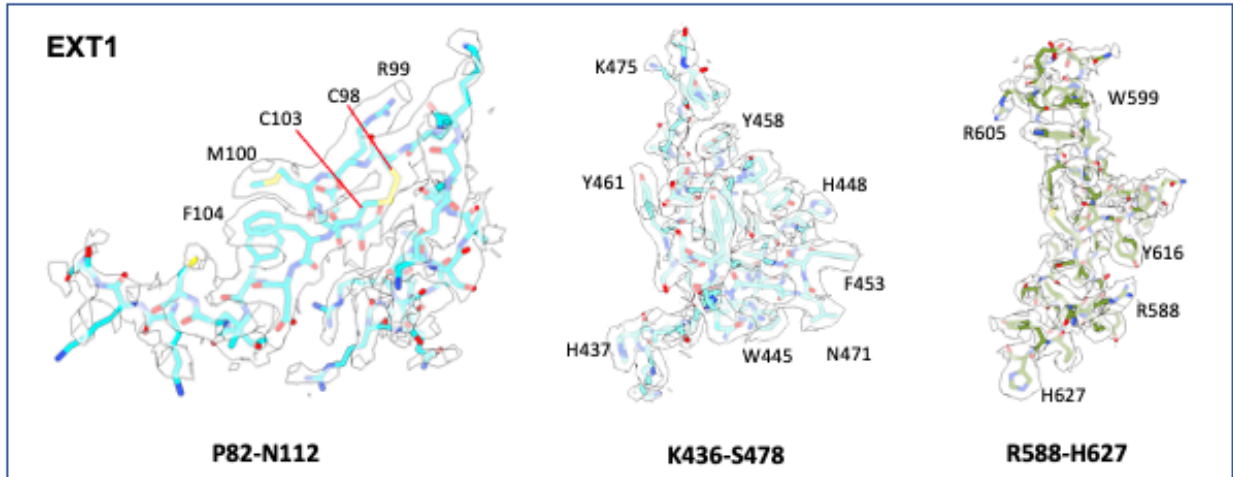 EXT1
R99
C98
C103
M100
F104
P82-N112
K475
Y458
Y461
H448
F453
H437
W445
N471
K436-S478
W599
R605
Y616
R588
H627
R588-H627